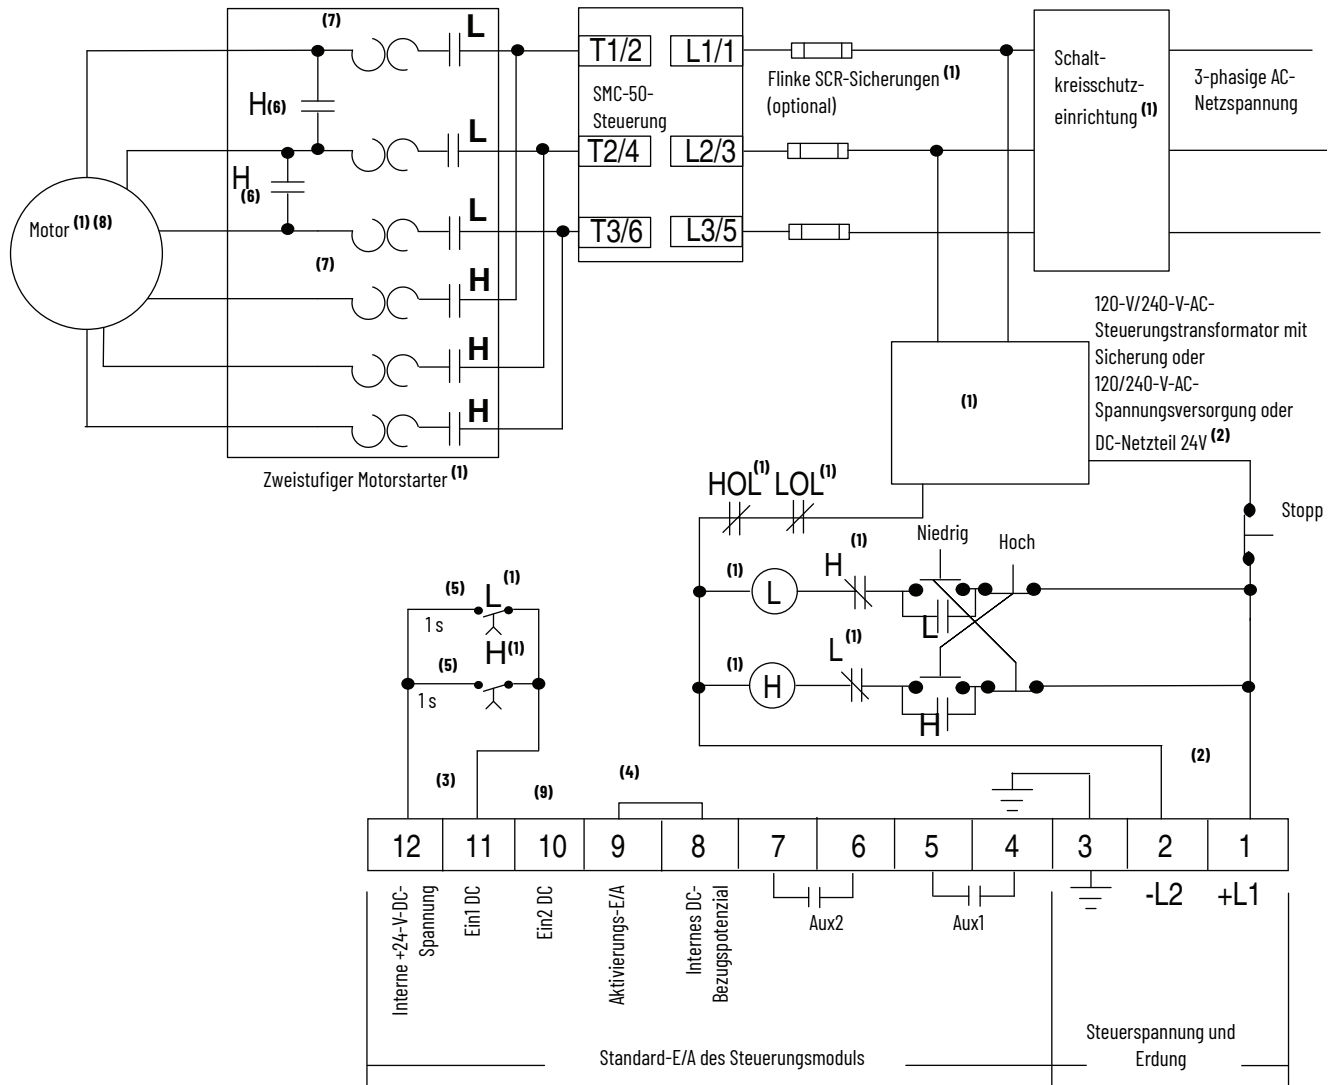 (7)
L
T1/2
L1/1
Flinke SCR-Sicherungen (1)
(optional)
Schalt-
kreisschutz-
einrichtung (1)
3-phasige AC-
Netzspannung
SMC-50-
Steuerung
H(6)
L
T2/4
L2/3
H
(6)
Motor (1) (8)
L
T3/6
L3/5
(7)
H
H
H
Zweistufiger Motorstarter (1)
120-V/240-V-AC-
Steuerungstransformator mit
Sicherung oder
120/240-V-AC-
Spannungsversorgung oder
DC-Netzteil 24V (2)
(1)
HOL(1)
LOL(1)
Stopp
Niedrig
Hoch
(1)
L
H
(1)
L
(1)
H
L
(1)
H
(5)
L
(1)
1 s
(5)
H(1)
1 s
(3)
(9)
(4)
(2)
12
11
10
9
8
7
6
5
4
3
2
1
-L2
+L1
Interne +24-V-DC-
Spannung
Ein1 DC
Ein2 DC
Aktivierungs-E/A
Internes DC-
Bezugspotenzial
Aux2
Aux1
Standard-E/A des Steuerungsmoduls
Steuerspannung und
Erdung